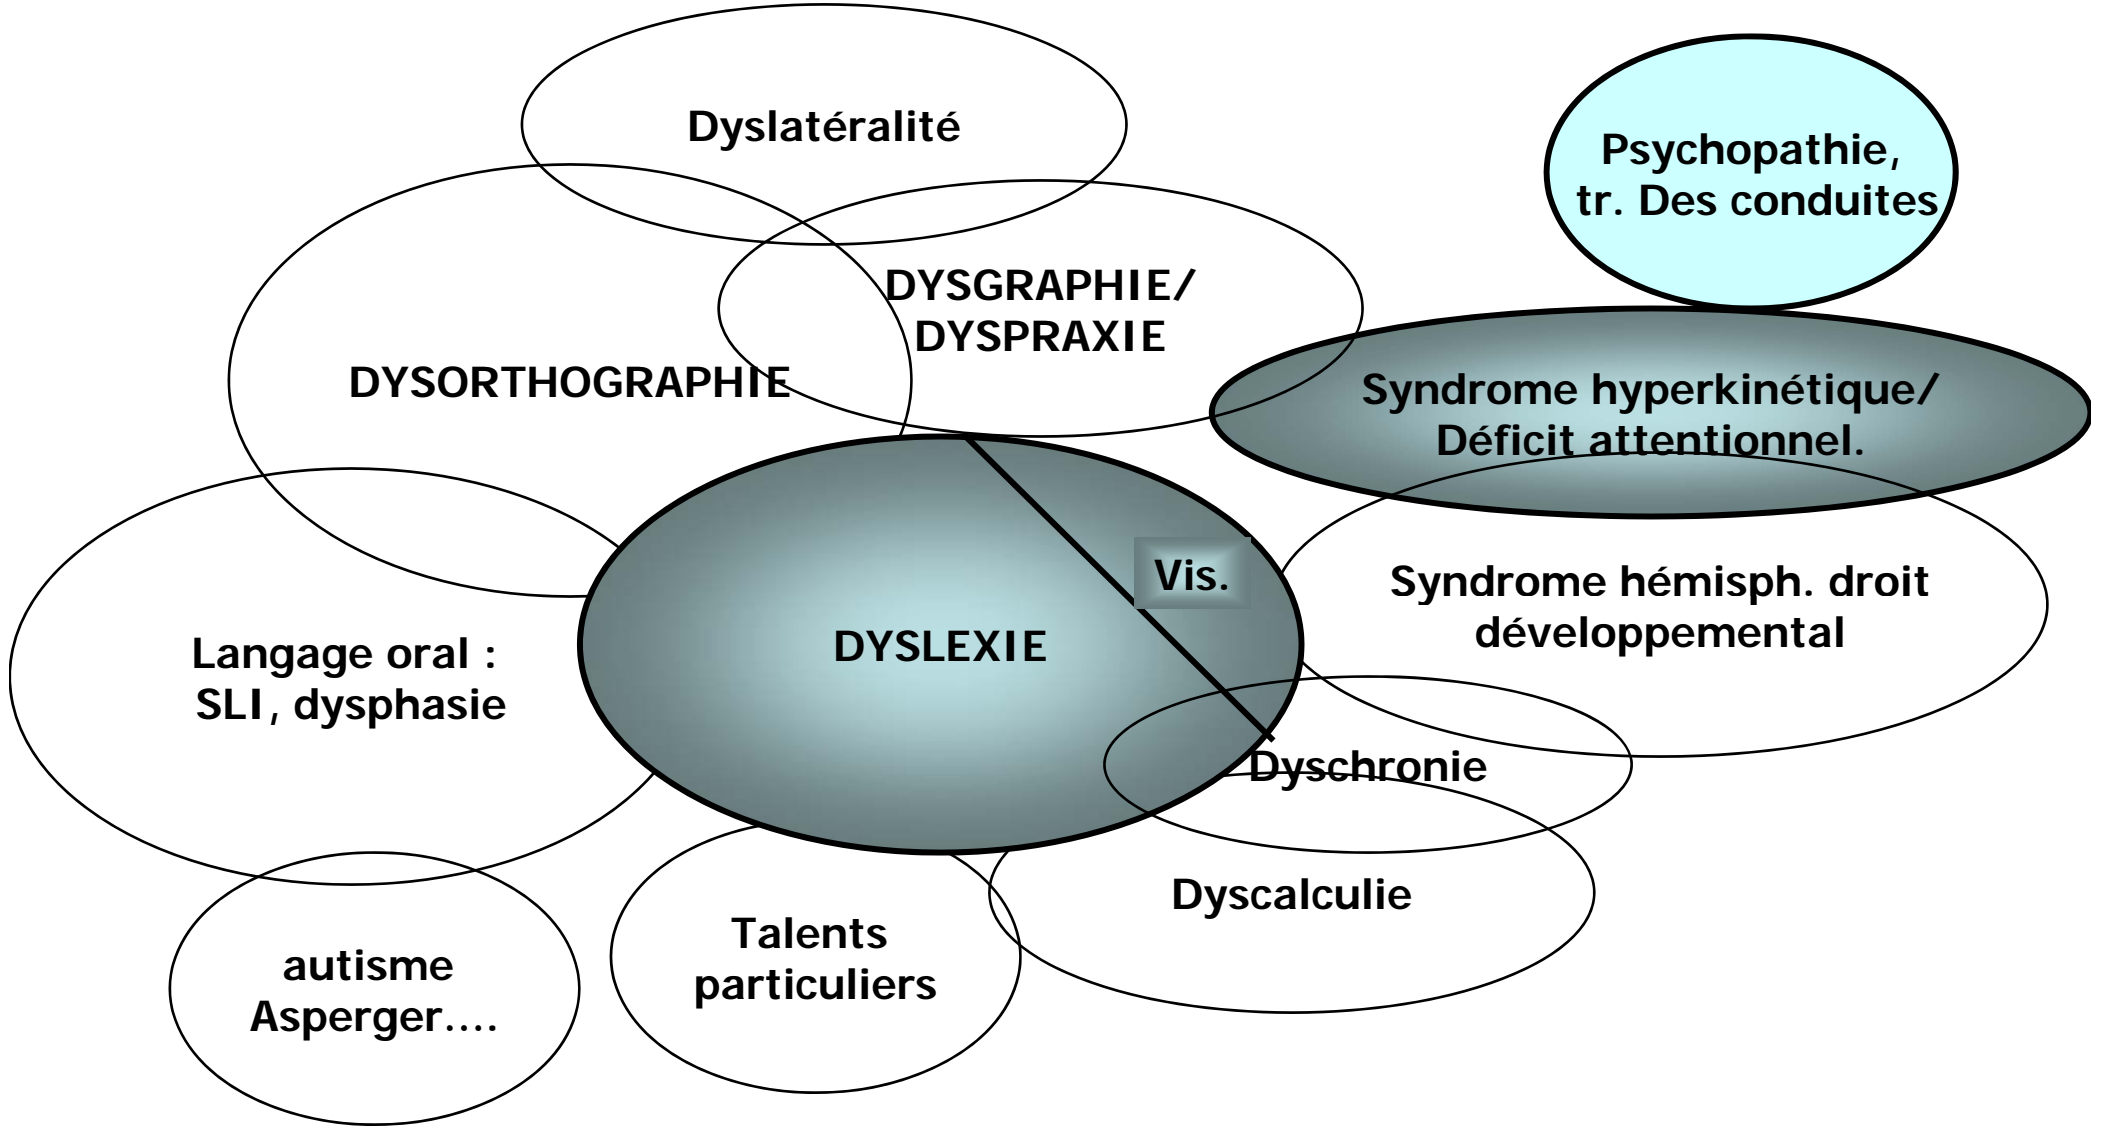 Dyslatéralité
Psychopathie,
tr. Des conduites
DYSGRAPHIE/
DYSPRAXIE
DYSORTHOGRAPHIE
Syndrome hyperkinétique/
Déficit attentionnel.
Vis.
Syndrome hémisph. droit
développemental
DYSLEXIE
Langage oral :
SLI, dysphasie
Dyschronie
Dyscalculie
Talents
particuliers
autisme
Asperger....